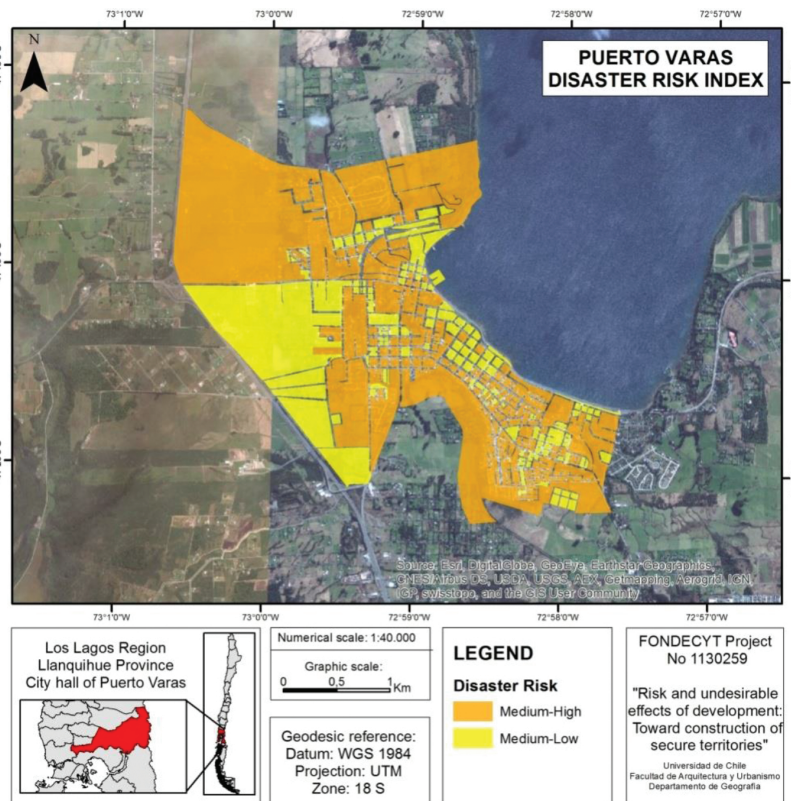 73°1'0"W 73°0'0"W 72°59'0"W 72°58'0"W 72°57'0"W
N
PUERTO VARAS
DISASTER RISK INDEX
Source: Esri, DigitalGlobe, GeoEye, Earthstar Geographics,
CNES/Airbus DS, USDA, USGS, AEX, Getmapping, Aerogrid, IGN,
IGP, swisstopo, and the GIS User Community
73°1'0"W 73°0'0"W 72°59'0"W 72°58'0"W 72°57'0"W
Los Lagos Region
Llanquihue Province
City hall of Puerto Varas
Numerical scale: 1:40.000
Graphic scale:
0 0,5 1 Km
Geodesic reference:
Datum: WGS 1984
Projection: UTM
Zone: 18 S
LEGEND
Disaster Risk
Medium-High
Medium-Low
FONDECYT Project
No 1130259
"Risk and undesirable
effects of development:
Toward construction of
secure territories"
Universidad de Chile
Facultad de Arquitectura y Urbanismo
Departamento de Geografía